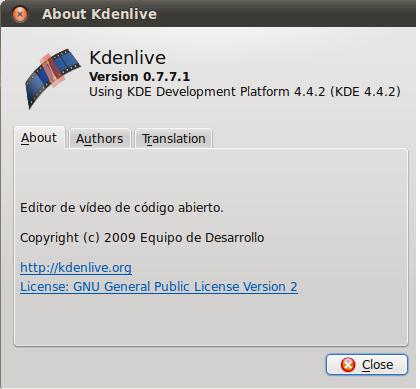 About Kdenlive
Kdenlive
Version 0.7.7.1
Using KDE Development Platform 4.4.2 (KDE 4.4.2)
About
Authors
Translation
Editor de vídeo de código abierto.
Copyright (c) 2009 Equipo de Desarrollo
http://kdenlive.org
License: GNU General Public License Version 2
Close